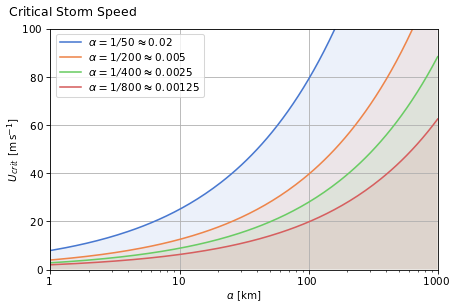 Critical Storm Speed
100
80
60
40
20
0
U_crit [m s⁻¹]
α = 1/50 ≈ 0.02
α = 1/200 ≈ 0.005
α = 1/400 ≈ 0.0025
α = 1/800 ≈ 0.00125
1
10
100
1000
a [km]